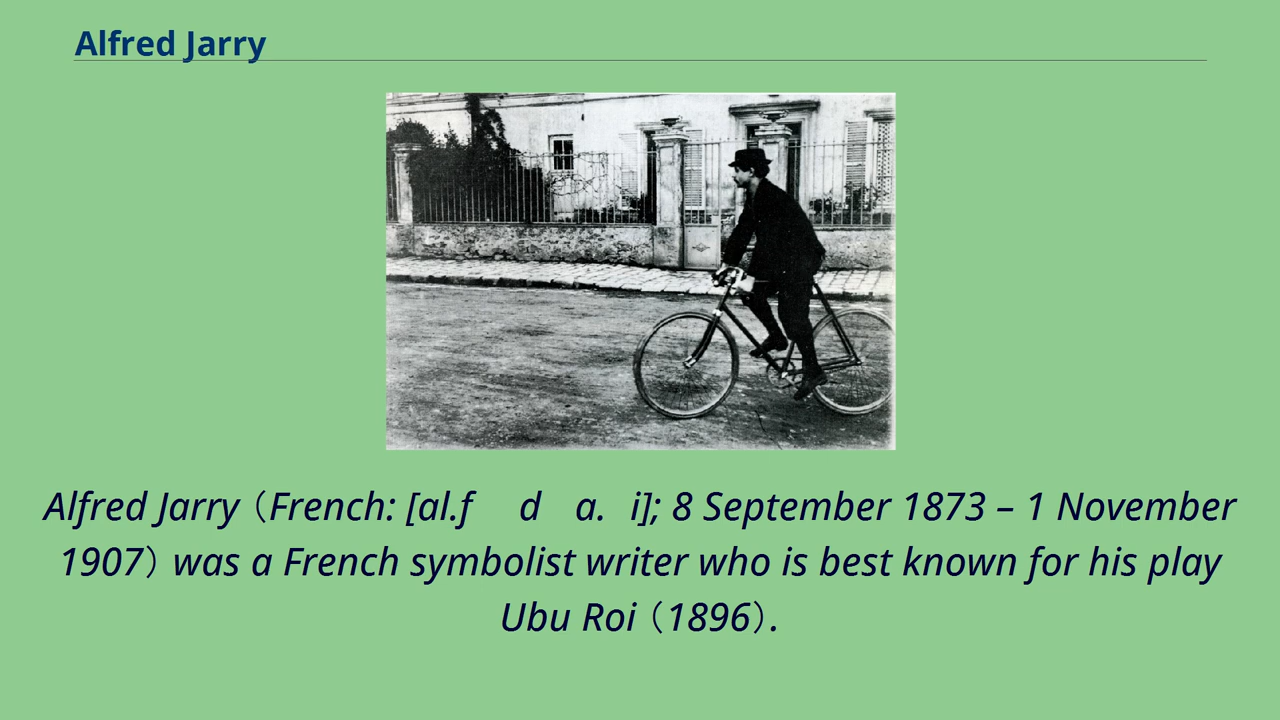 Alfred Jarry
Alfred Jarry (French: [al.f d a. i]; 8 September 1873 – 1 November
1907) was a French symbolist writer who is best known for his play
Ubu Roi (1896).